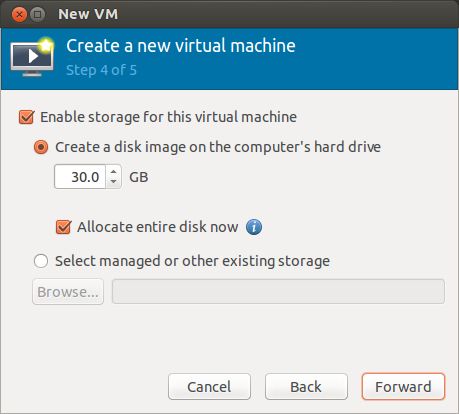 New VM
Create a new virtual machine
Step 4 of 5
Enable storage for this virtual machine
Create a disk image on the computer's hard drive
30.0 GB
Allocate entire disk now
Select managed or other existing storage
Browse...
Cancel Back Forward